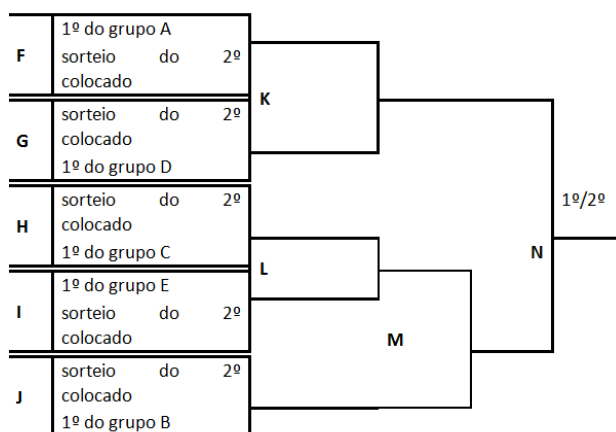 1º do grupo A
F
sorteio do 2º
colocado
K
sorteio do 2º
colocado
G
1º do grupo D
sorteio do 2º
colocado
H
1º do grupo C
1º/2º
N
L
1º do grupo E
I
sorteio do 2º
colocado
M
sorteio do 2º
colocado
J
1º do grupo B